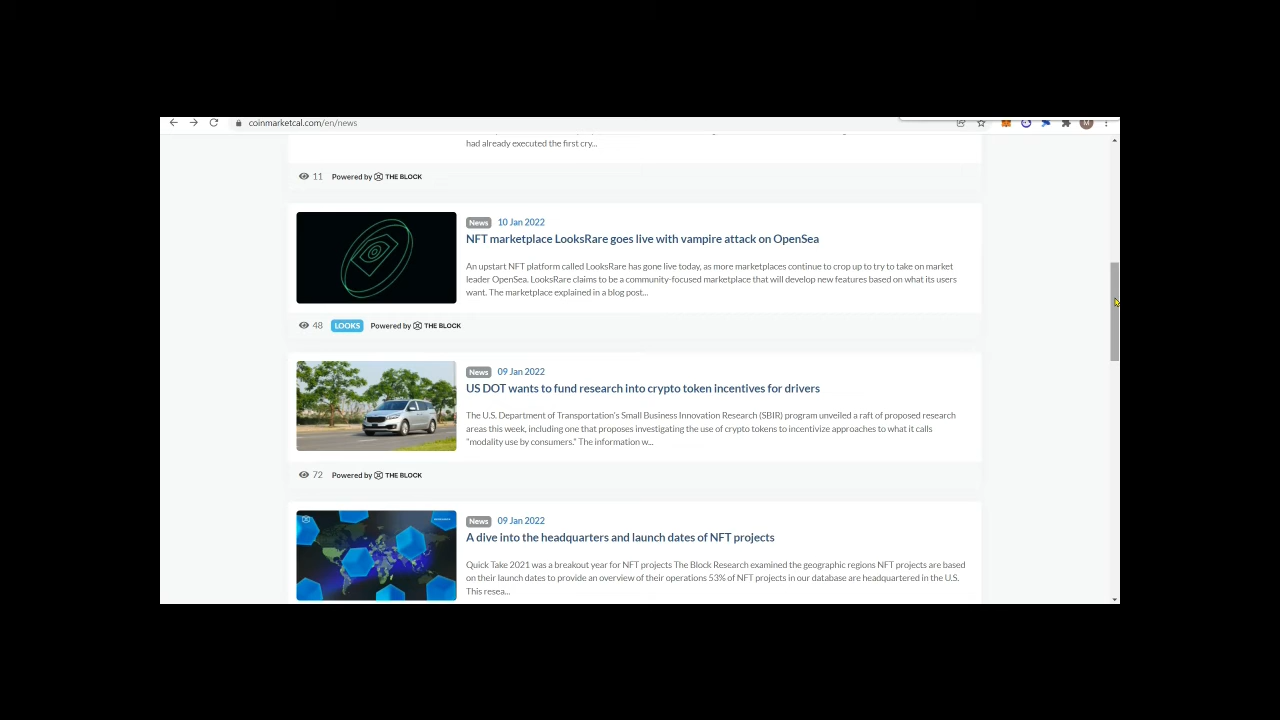 coinmarketcal.com/en/news
had already executed the first cry...
11 Powered by THE BLOCK
News 10 Jan 2022
NFT marketplace LooksRare goes live with vampire attack on OpenSea
An upstart NFT platform called LooksRare has gone live today, as more marketplaces continue to crop up to try to take on market
leader OpenSea. LooksRare claims to be a community-focused marketplace that will develop new features based on what its users
want. The marketplace explained in a blog post...
48 LOOKS Powered by THE BLOCK
News 09 Jan 2022
US DOT wants to fund research into crypto token incentives for drivers
The U.S. Department of Transportation's Small Business Innovation Research (SBIR) program unveiled a raft of proposed research
areas this week, including one that proposes investigating the use of crypto tokens to incentivize approaches to what it calls
"modality use by consumers." The information w...
72 Powered by THE BLOCK
News 09 Jan 2022
A dive into the headquarters and launch dates of NFT projects
Quick Take 2021 was a breakout year for NFT projects The Block Research examined the geographic regions NFT projects are based
on their launch dates to provide an overview of their operations 53% of NFT projects in our database are headquartered in the U.S.
This resea...